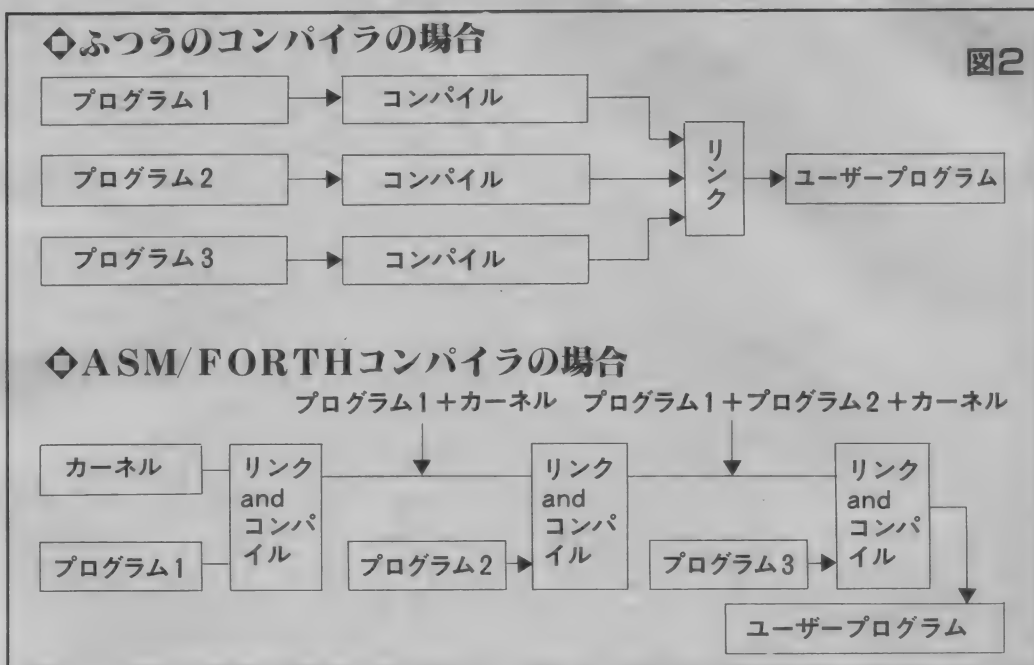 ◇ふつうのコンパイラの場合
図2
プログラム1
コンパイル
プログラム2
コンパイル
プログラム3
コンパイル
リンク
ユーザープログラム
◇ASM/FORTHコンパイラの場合
プログラム1+カーネル
プログラム1+プログラム2+カーネル
カーネル
プログラム1
リンク
and
コンパ
イル
プログラム2
リンク
and
コンパ
イル
プログラム3
リンク
and
コンパ
イル
ユーザープログラム